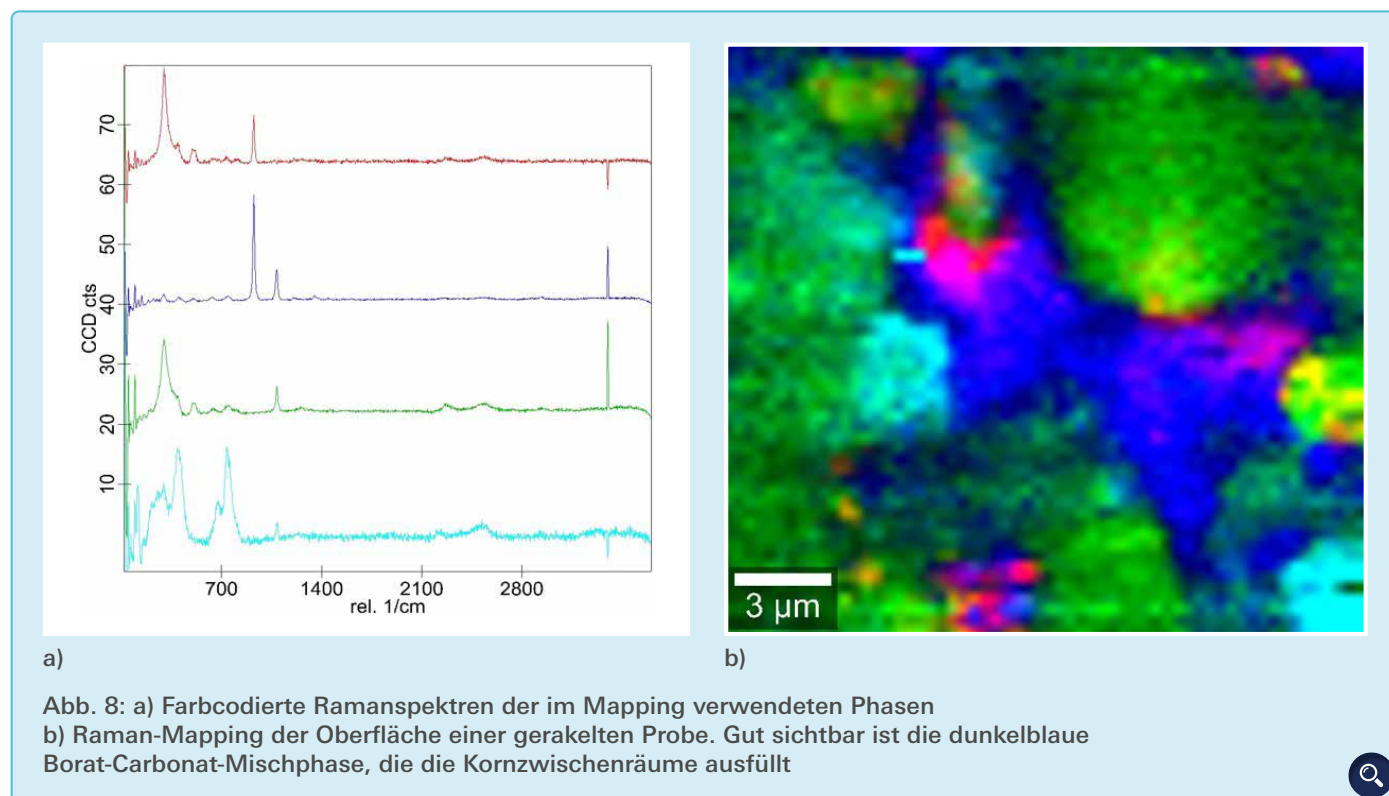 70
60
50
40
30
20
10
CCD cts
700 1400 2100 2800
rel. 1/cm
3 µm
a) b)
Abb. 8: a) Farbcodierte Ramanspektren der im Mapping verwendeten Phasen
b) Raman-Mapping der Oberfläche einer gerakelten Probe. Gut sichtbar ist die dunkelblaue
Borat-Carbonat-Mischphase, die die Kornzwischenräume ausfüllt